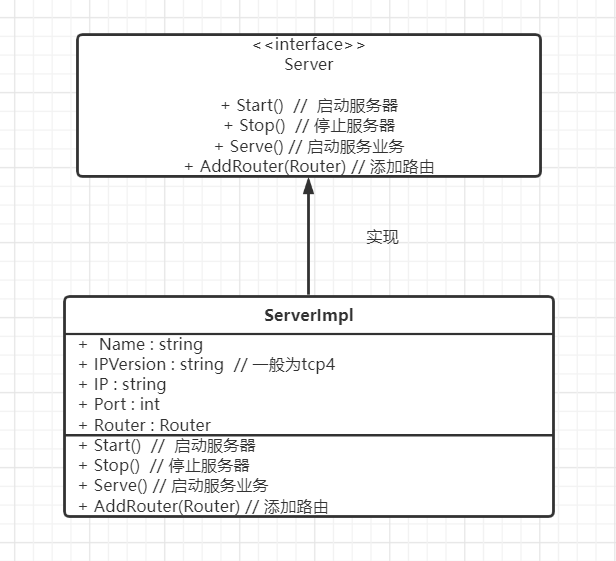 <<interface>>
Server
+ Start()  //  启动服务器
+ Stop()  // 停止服务器
+ Serve() // 启动服务业务
+ AddRouter(Router) // 添加路由
实现
ServerImpl
+  Name : string
+ IPVersion : string  // 一般为tcp4
+ IP : string
+ Port : int
+ Router : Router
+ Start()  //  启动服务器
+ Stop()  // 停止服务器
+ Serve() // 启动服务业务
+ AddRouter(Router) // 添加路由